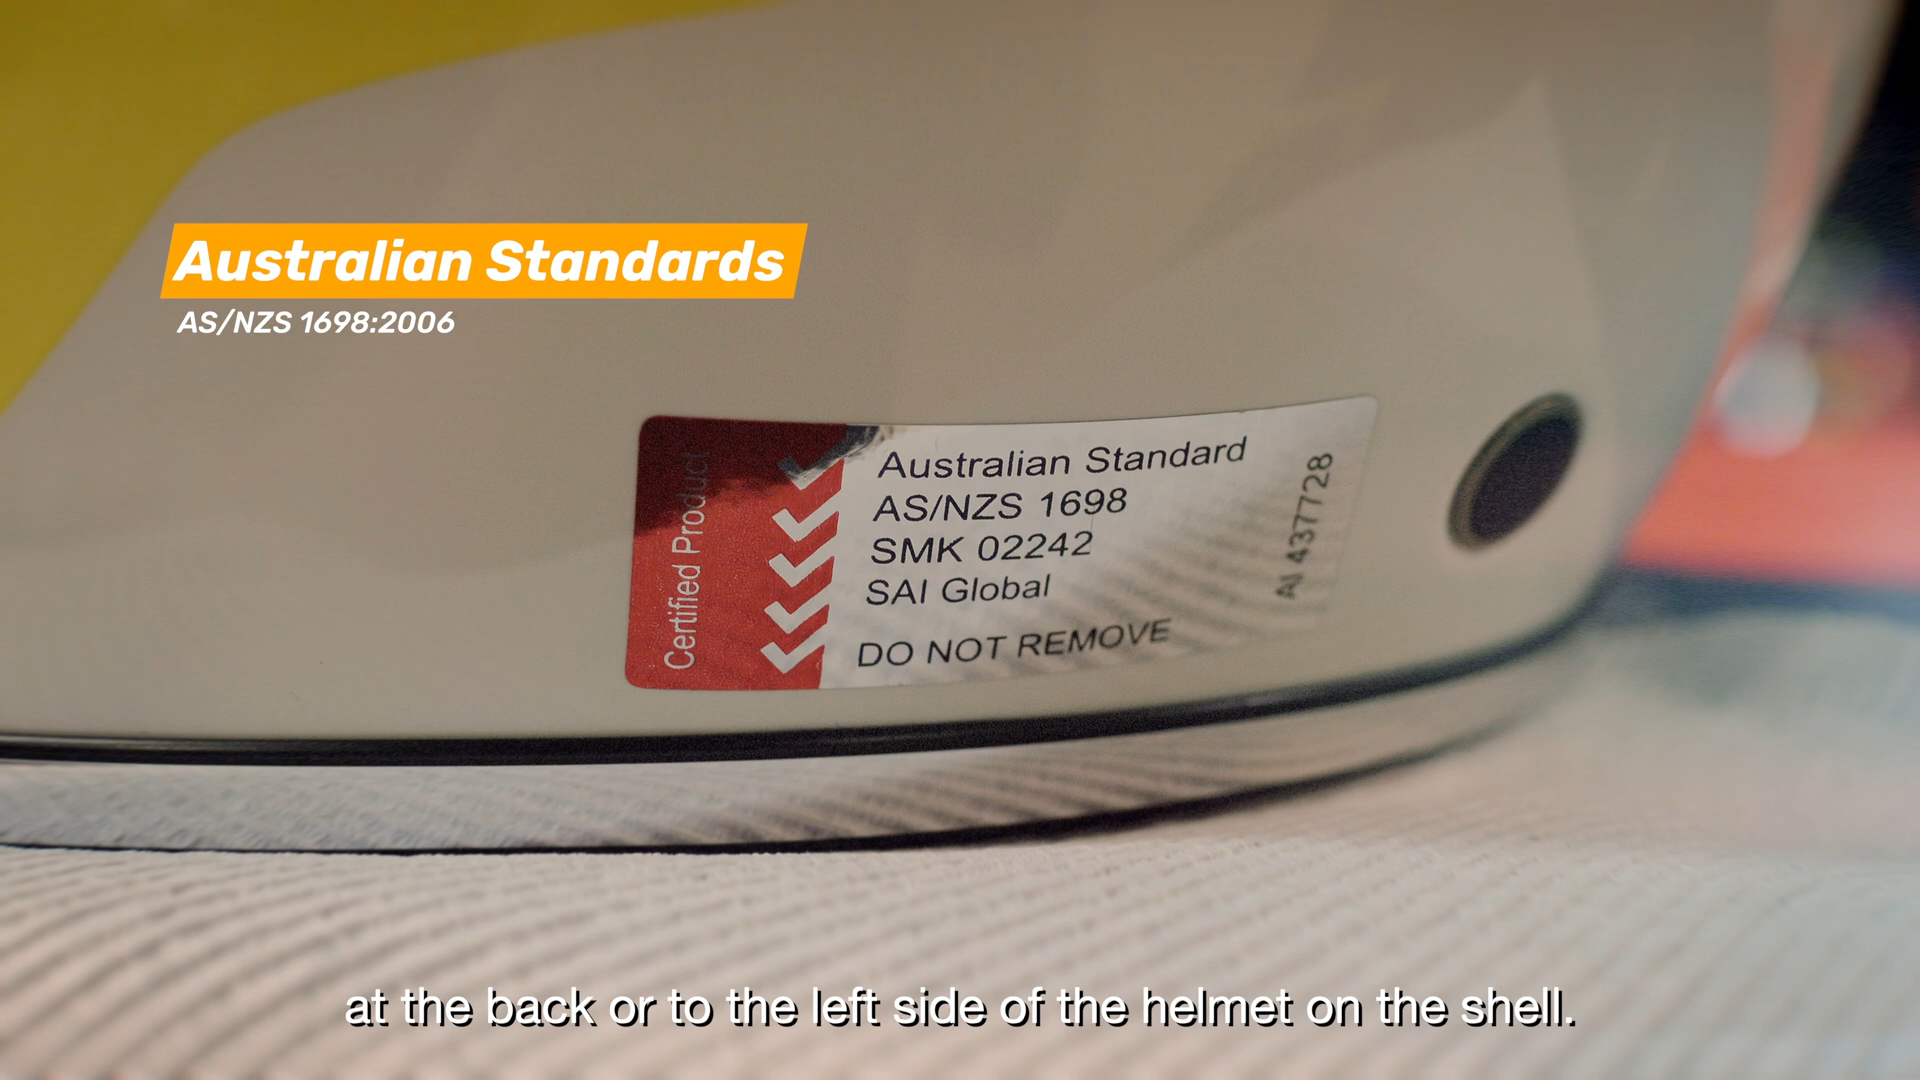 Australian Standards
AS/NZS 1698:2006
Certified Product
Australian Standard
AS/NZS 1698
SMK 02242
SAI Global
DO NOT REMOVE
AI 437728
at the back or to the left side of the helmet on the shell.